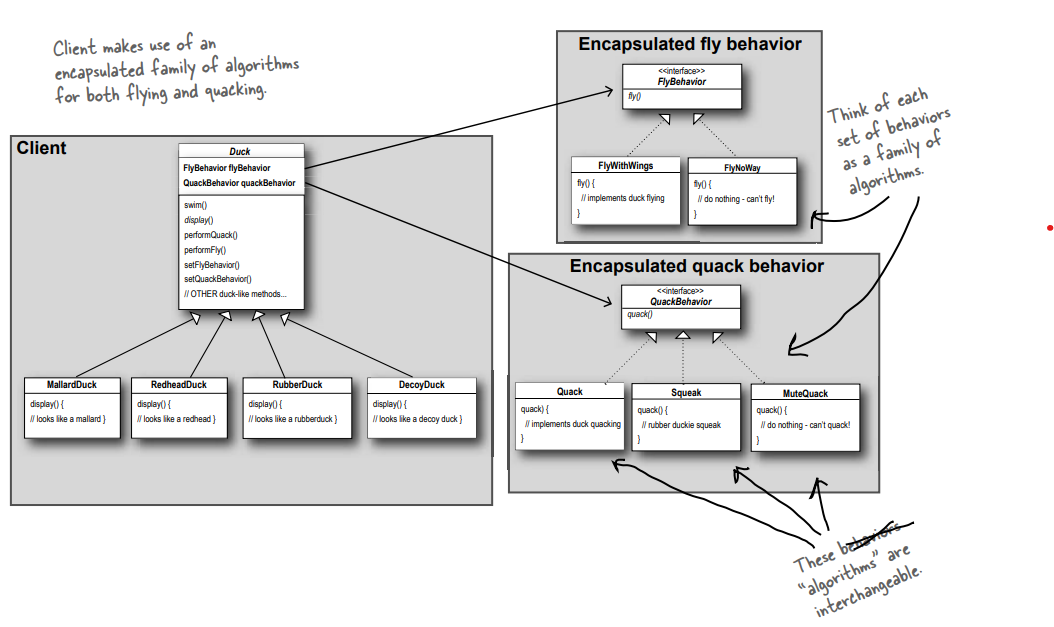 Client makes use of an
encapsulated family of algorithms
for both flying and quacking.
Client
Duck
FlyBehavior flyBehavior
QuackBehavior quackBehavior
swim()
display()
performQuack()
performFly()
setFlyBehavior()
setQuackBehavior()
// OTHER duck-like methods...
MallardDuck
display() {
// looks like a mallard }
RedheadDuck
display() {
// looks like a redhead }
RubberDuck
display() {
// looks like a rubberduck }
DecoyDuck
display() {
// looks like a decoy duck }
Encapsulated fly behavior
<<interface>>
FlyBehavior
fly()
FlyWithWings
fly() {
// implements duck flying
}
FlyNoWay
fly() {
// do nothing - can't fly!
}
Think of each
set of behaviors
as a family of
algorithms.
Encapsulated quack behavior
<<interface>>
QuackBehavior
quack()
Quack
quack) {
// implements duck quacking
}
Squeak
quack() {
// rubber duckie squeak
}
MuteQuack
quack() {
// do nothing - can't quack!
}
These behaviors
“algorithms” are
interchangeable.